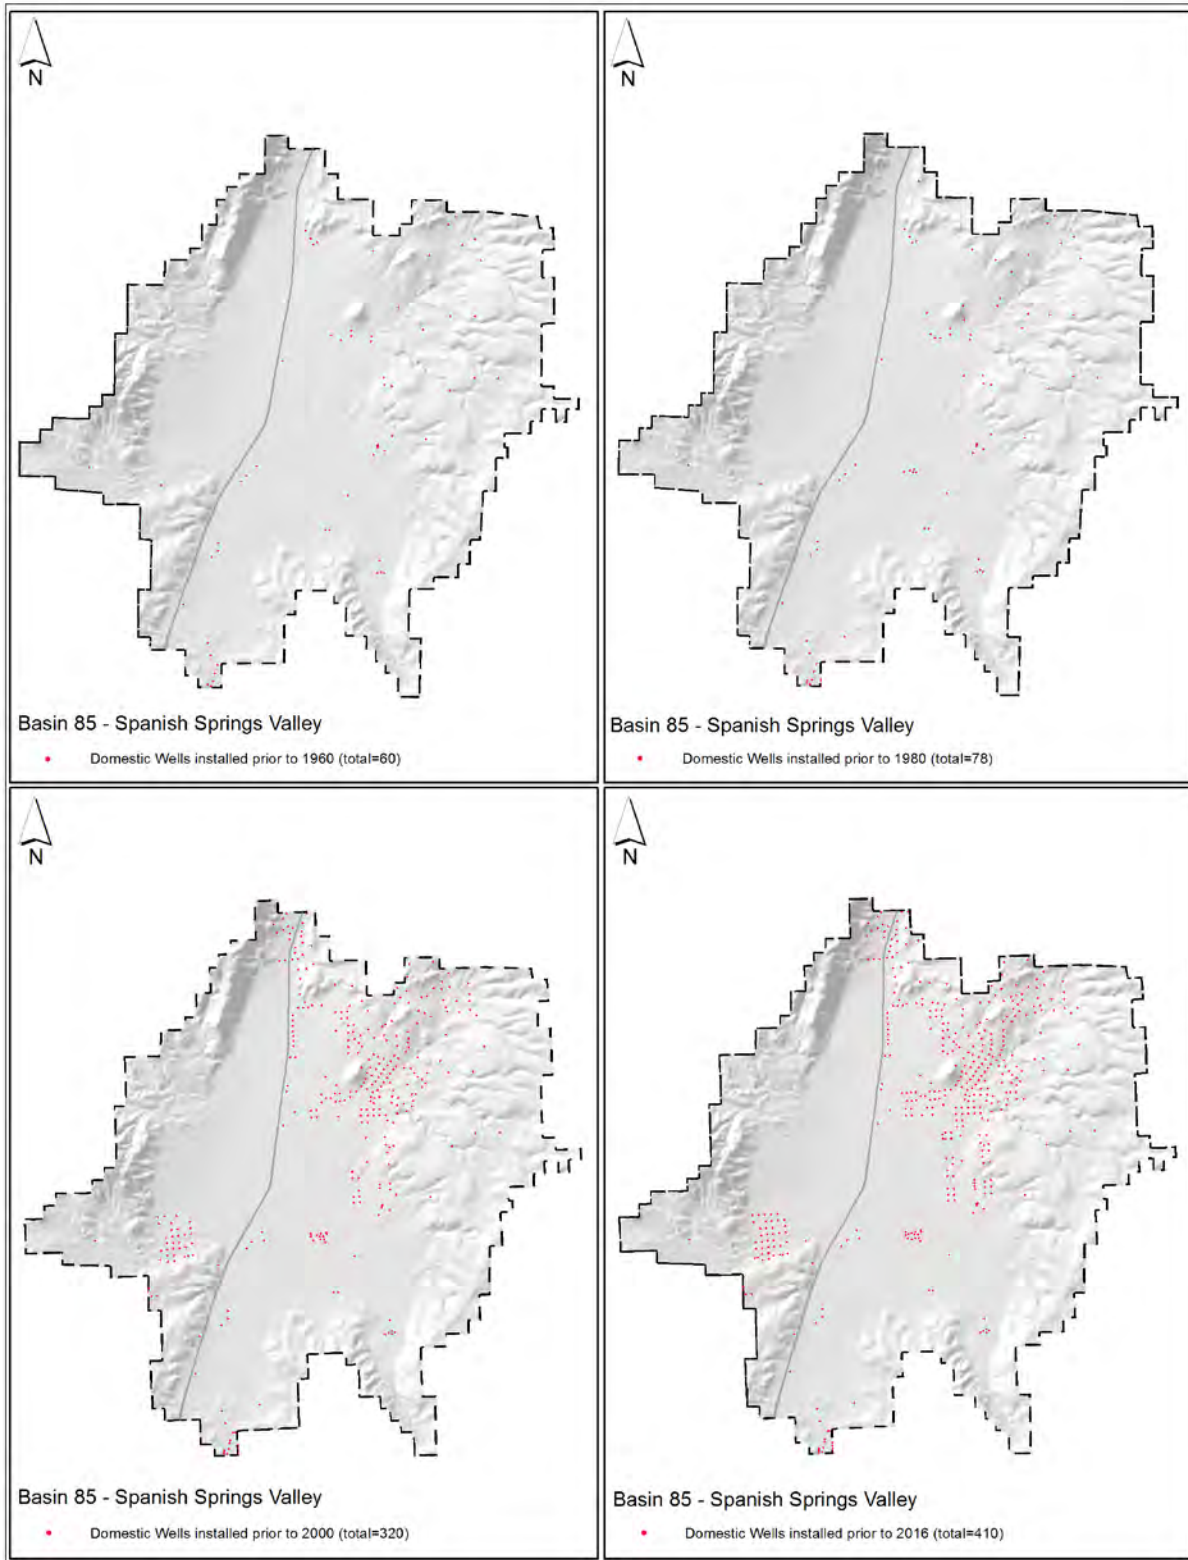 N
N
Basin 85 - Spanish Springs Valley
Domestic Wells installed prior to 1960 (total=60)
Basin 85 - Spanish Springs Valley
Domestic Wells installed prior to 1980 (total=78)
N
N
Basin 85 - Spanish Springs Valley
Domestic Wells installed prior to 2000 (total=320)
Basin 85 - Spanish Springs Valley
Domestic Wells installed prior to 2016 (total=410)